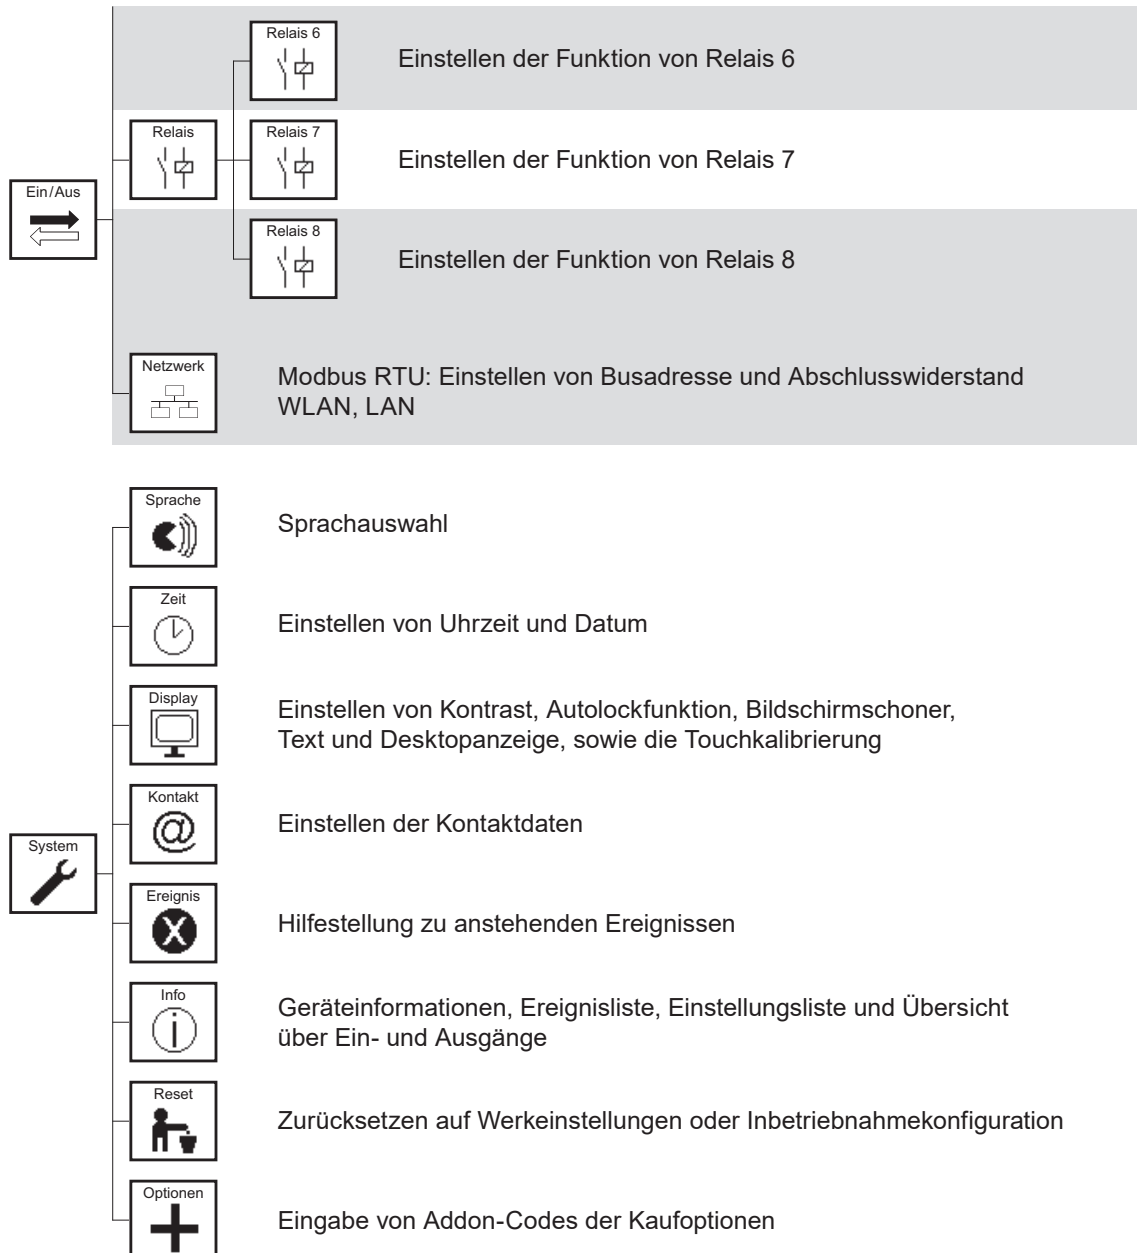 Relais 6
Einstellen der Funktion von Relais 6
Relais
Relais 7
Einstellen der Funktion von Relais 7
Ein/Aus
Relais 8
Einstellen der Funktion von Relais 8
Netzwerk
Modbus RTU: Einstellen von Busadresse und Abschlusswiderstand
WLAN, LAN
Sprache
Sprachauswahl
Zeit
Einstellen von Uhrzeit und Datum
Display
Einstellen von Kontrast, Autolockfunktion, Bildschirmschoner,
Text und Desktopanzeige, sowie die Touchkalibrierung
Kontakt
@
Einstellen der Kontaktdaten
System
Ereignis
X
Hilfestellung zu anstehenden Ereignissen
Info
i
Geräteinformationen, Ereignisliste, Einstellungsliste und Übersicht
über Ein- und Ausgänge
Reset
Zurücksetzen auf Werkeinstellungen oder Inbetriebnahmekonfiguration
Optionen
Eingabe von Addon-Codes der Kaufoptionen